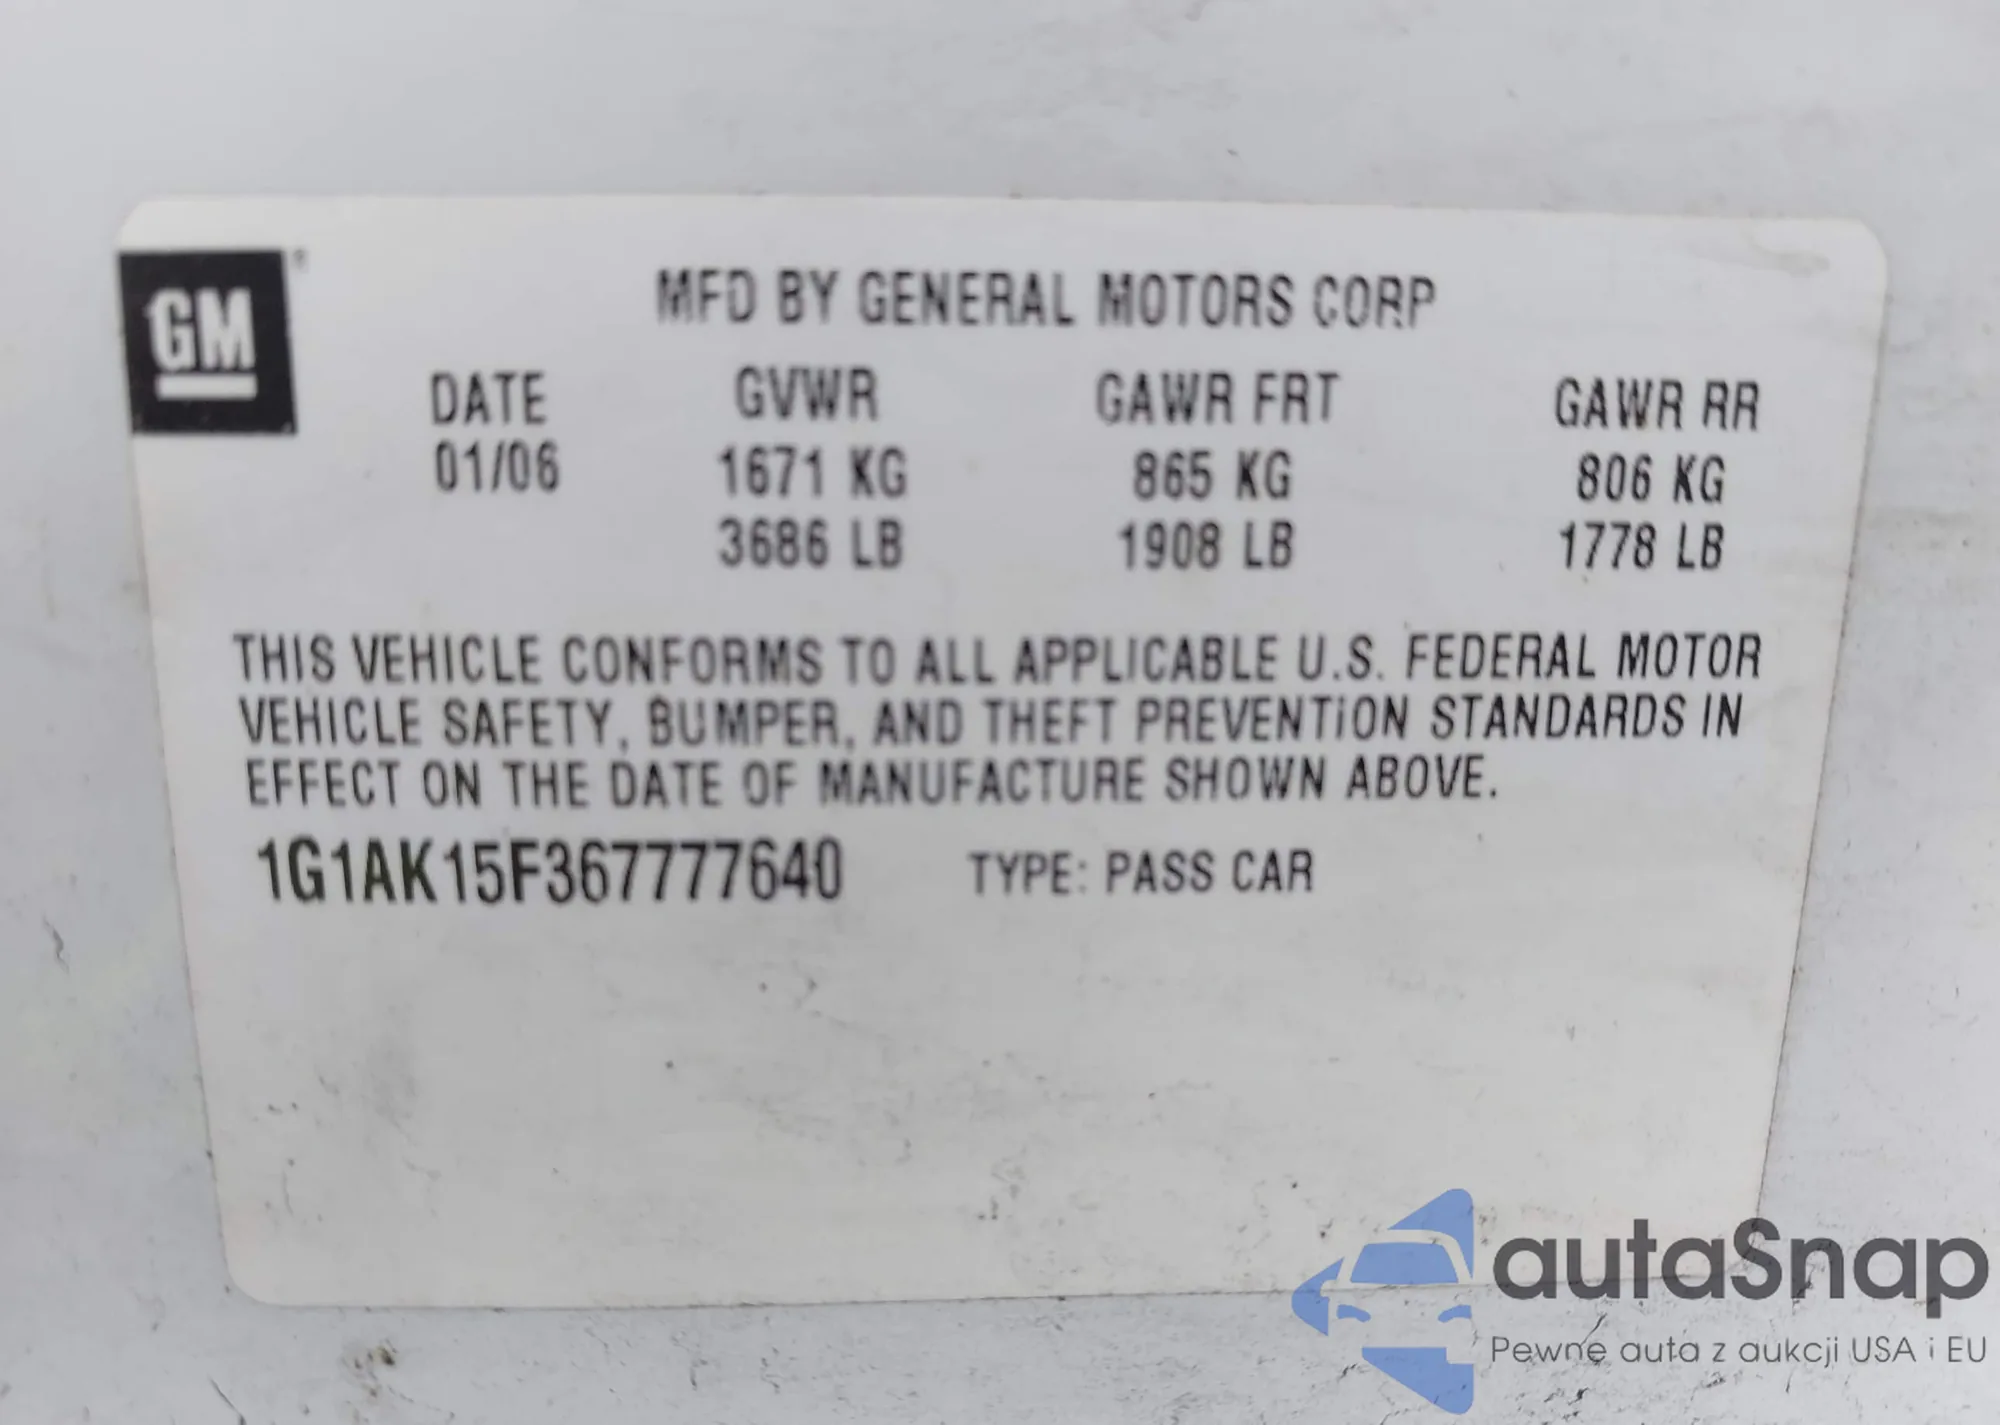 GM
MFD BY GENERAL MOTORS CORP
DATE GVWR GAWR FRT GAWR RR
01/06 1671 KG 865 KG 806 KG
3686 LB 1908 LB 1778 LB
THIS VEHICLE CONFORMS TO ALL APPLICABLE U.S. FEDERAL MOTOR
VEHICLE SAFETY, BUMPER, AND THEFT PREVENTION STANDARDS IN
EFFECT ON THE DATE OF MANUFACTURE SHOWN ABOVE.
1G1AK15F367777640 TYPE: PASS CAR
autaSnap
Pewne auta z aukcji USA i EU